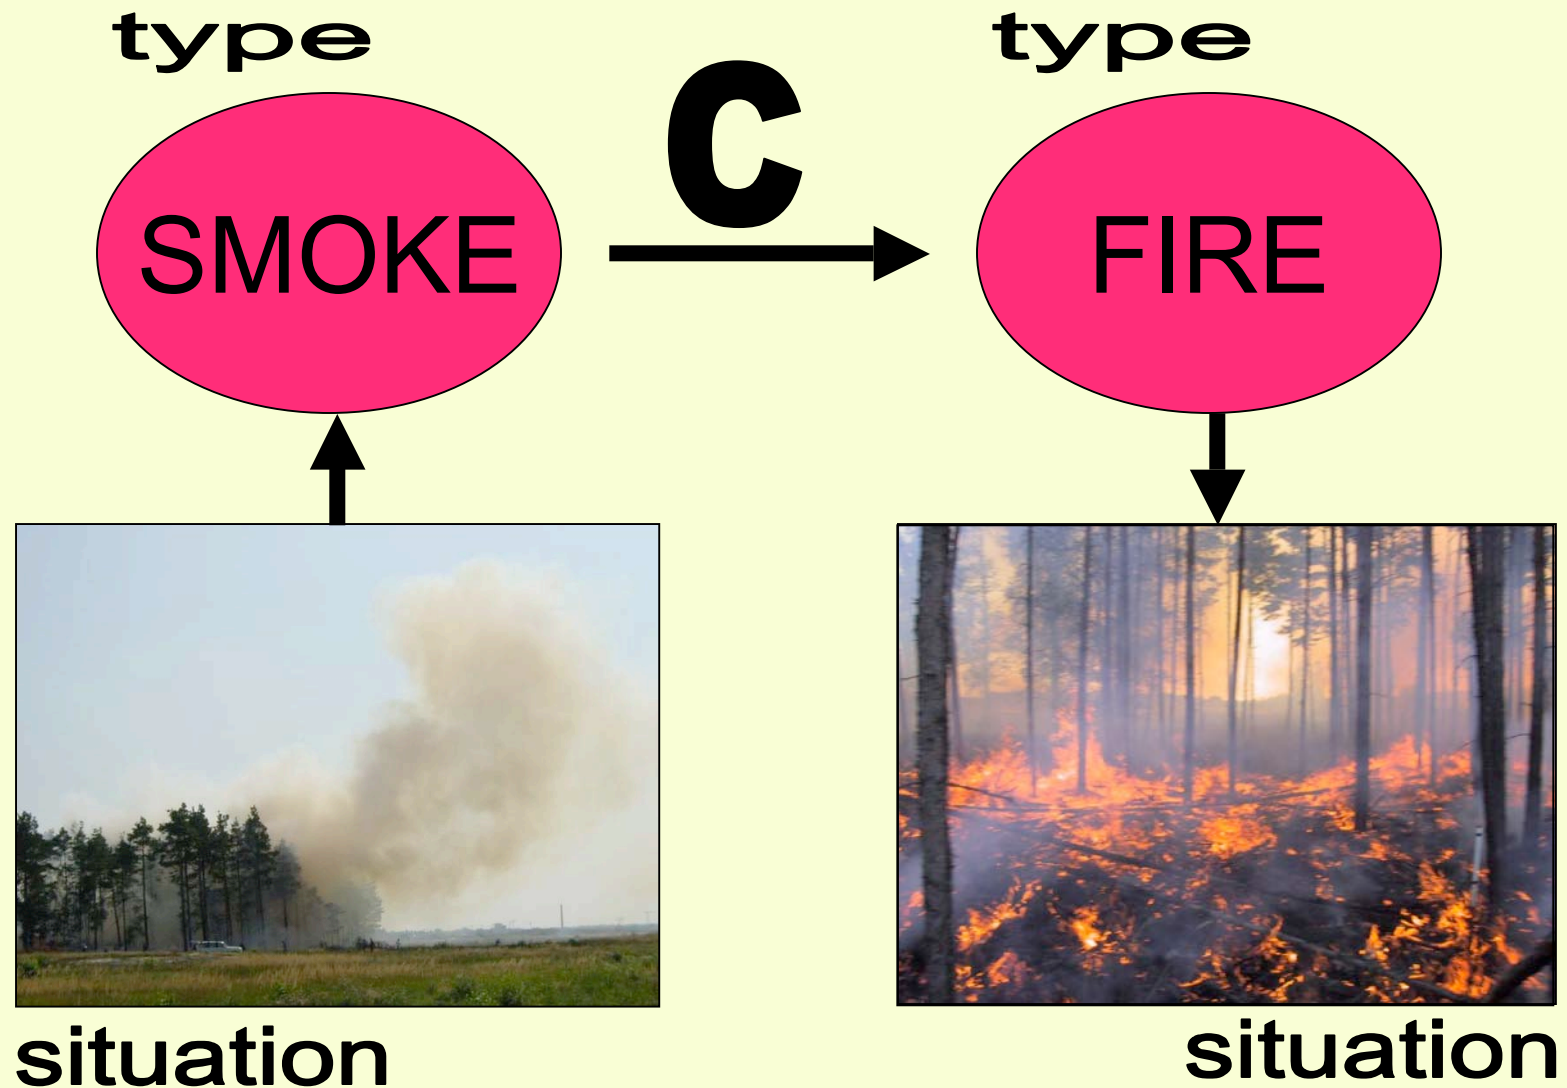 type
type
C
SMOKE
FIRE
situation
situation